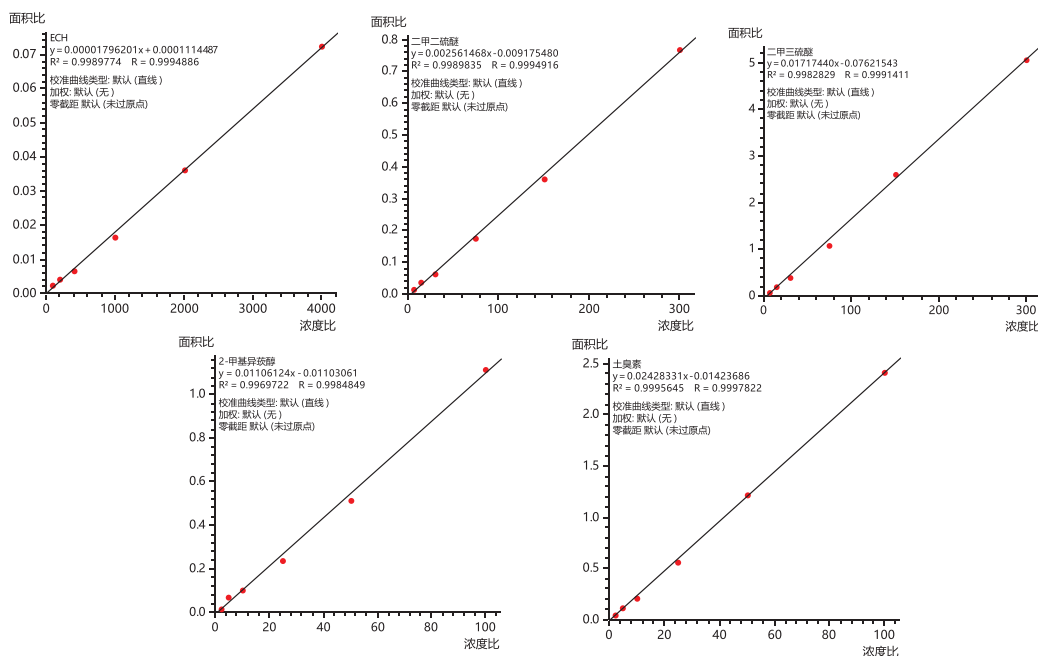 面积比
ECH
y = 0.00001796201x + 0.0001114487
R² = 0.9989774 R = 0.9994886
校准曲线类型: 默认 (直线 )
加权: 默认 (无 )
零截距 默认 (未过原点)
0.07
0.06
0.05
0.04
0.03
0.02
0.01
0.00
0 1000 2000 3000 4000
浓度比
面积比
二甲二硫醚
y=0.002561468x-0.009175480
R² = 0.9989835 R = 0.9994916
校准曲线类型: 默认 (直线 )
加权: 默认 (无 )
零截距 默认 (未过原点)
0.8
0.7
0.6
0.5
0.4
0.3
0.2
0.1
0.0
0 100 200 300
浓度比
面积比
二甲三硫醚
y=0.01717440x-0.07621543
R² = 0.9982829 R = 0.9991411
校准曲线类型: 默认 (直线 )
加权: 默认 (无 )
零截距 默认 (未过原点)
5
4
3
2
1
0
0 100 200 300
浓度比
面积比
2-甲基异莰醇
y = 0.01106124x - 0.01103061
R² = 0.9969722 R = 0.9984849
校准曲线类型: 默认 (直线 )
加权: 默认 (无 )
零截距 默认 (未过原点)
1.0
0.8
0.6
0.4
0.2
0.0
0 20 40 60 80 100
浓度比
面积比
土臭素
y=0.02428331x-0.01423686
R² = 0.9995645 R = 0.9997822
校准曲线类型: 默认 (直线 )
加权: 默认 (无 )
零截距 默认 (未过原点)
2.5
2.0
1.5
1.0
0.5
0.0
0 20 40 60 80 100
浓度比